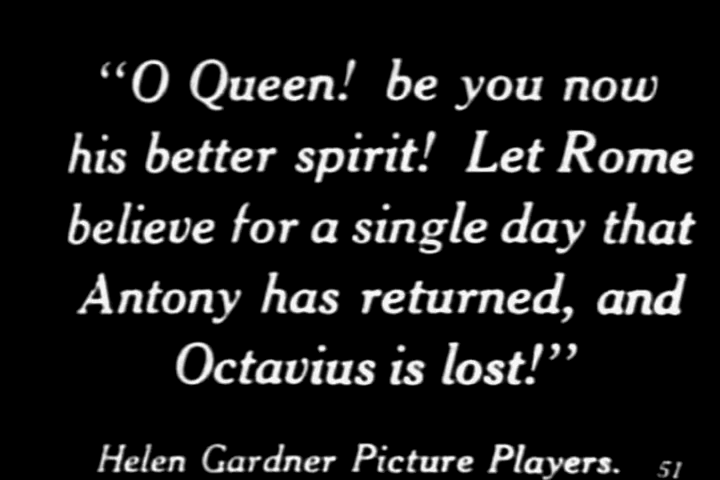 “O Queen! be you now
his better spirit! Let Rome
believe for a single day that
Antony has returned, and
Octavius is lost!”
Helen Gardner Picture Players. 51